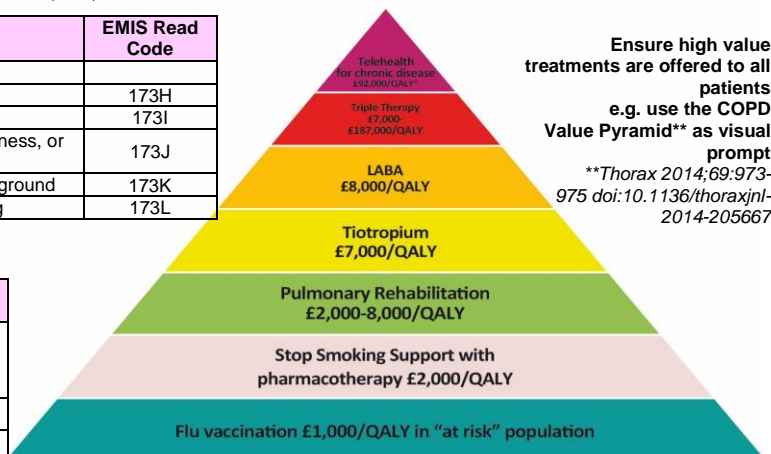 EMIS Read
Code
173H
173I
ness, or
173J
ground 173K
g 173L
Telehealth
for chronic disease
£92,000/QALY*
Triple Therapy
£7,000-
£187,000/QALY
LABA
£8,000/QALY
Tiotropium
£7,000/QALY
Pulmonary Rehabilitation
£2,000-8,000/QALY
Stop Smoking Support with
pharmacotherapy £2,000/QALY
Flu vaccination £1,000/QALY in “at risk” population
Ensure high value
treatments are offered to all
patients
e.g. use the COPD
Value Pyramid** as visual
prompt
**Thorax 2014;69:973-
975 doi:10.1136/thoraxjnl-
2014-205667